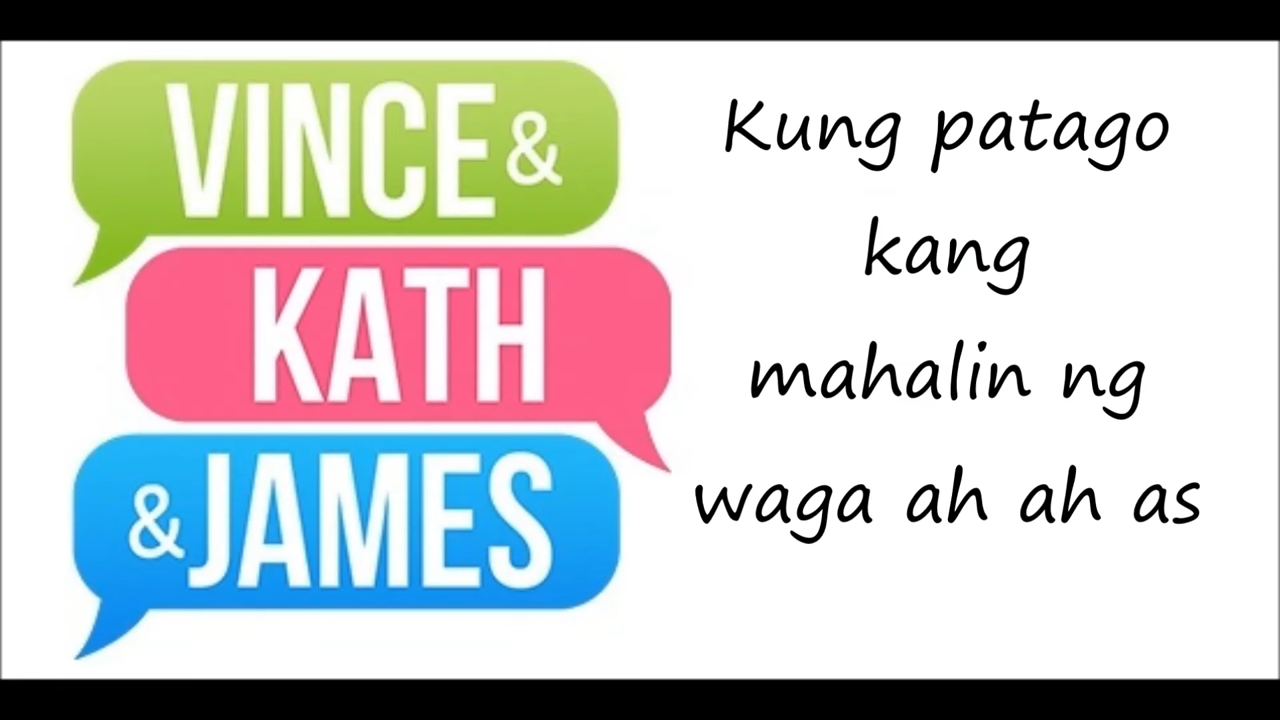 VINCE &
KATH
& JAMES
Kung patago
kang
mahalin ng
waga ah ah as